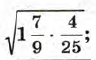 √(1 7/9 · 4/25);